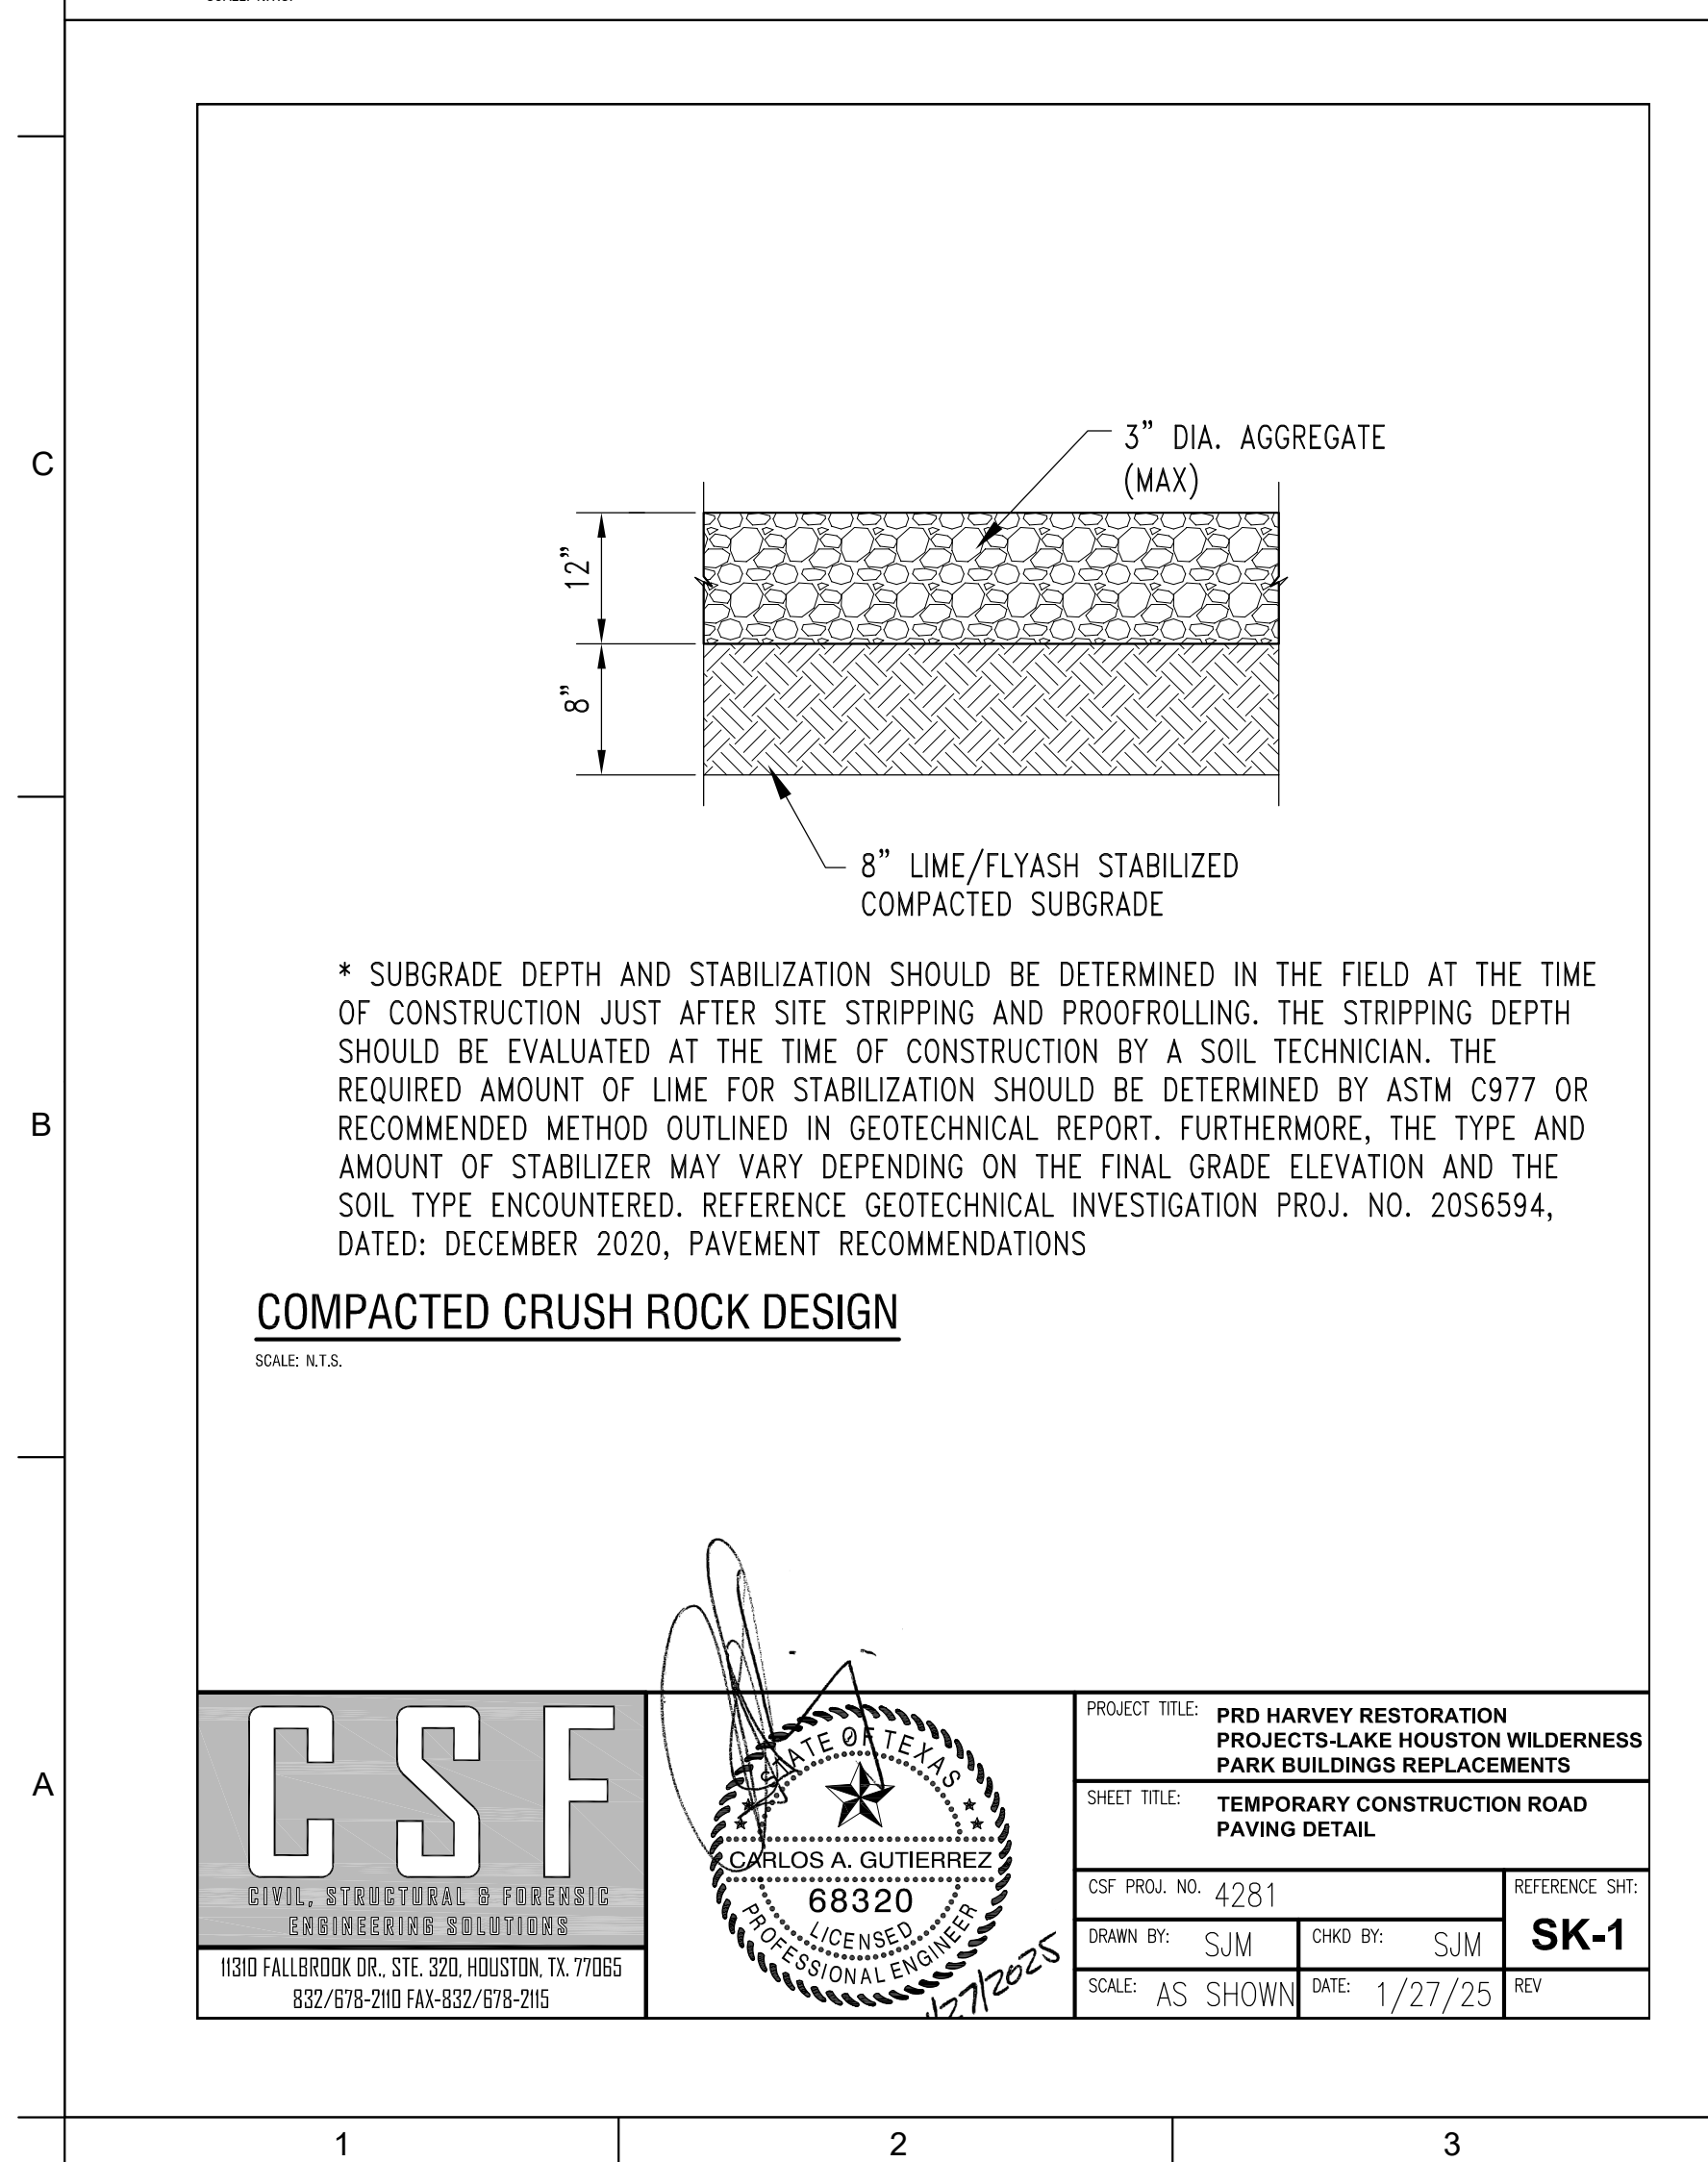 C
3” DIA. AGGREGATE
(MAX)
12”
8”
8” LIME/FLYASH STABILIZED
COMPACTED SUBGRADE
* SUBGRADE DEPTH AND STABILIZATION SHOULD BE DETERMINED IN THE FIELD AT THE TIME
OF CONSTRUCTION JUST AFTER SITE STRIPPING AND PROOFROLLING. THE STRIPPING DEPTH
SHOULD BE EVALUATED AT THE TIME OF CONSTRUCTION BY A SOIL TECHNICIAN. THE
REQUIRED AMOUNT OF LIME FOR STABILIZATION SHOULD BE DETERMINED BY ASTM C977 OR
B
RECOMMENDED METHOD OUTLINED IN GEOTECHNICAL REPORT. FURTHERMORE, THE TYPE AND
AMOUNT OF STABILIZER MAY VARY DEPENDING ON THE FINAL GRADE ELEVATION AND THE
SOIL TYPE ENCOUNTERED. REFERENCE GEOTECHNICAL INVESTIGATION PROJ. NO. 20S6594,
DATED: DECEMBER 2020, PAVEMENT RECOMMENDATIONS
COMPACTED CRUSH ROCK DESIGN
SCALE: N.T.S.
A
CSF
CIVIL, STRUCTURAL & FORENSIC
ENGINEERING SOLUTIONS
11310 FALLBROOK DR., STE. 320, HOUSTON, TX. 77065
832/678-2110 FAX-832/678-2115
STATE OF TEXAS
CARLOS A. GUTIERREZ
68320
LICENSED
PROFESSIONAL ENGINEER
/27/2025
PROJECT TITLE: PRD HARVEY RESTORATION
PROJECTS-LAKE HOUSTON WILDERNESS
PARK BUILDINGS REPLACEMENTS
SHEET TITLE: TEMPORARY CONSTRUCTION ROAD
PAVING DETAIL
CSF PROJ. NO. 4281
REFERENCE SHT:
SK-1
DRAWN BY: SJM
CHKD BY: SJM
SCALE: AS SHOWN
DATE: 1/27/25
REV
1
2
3